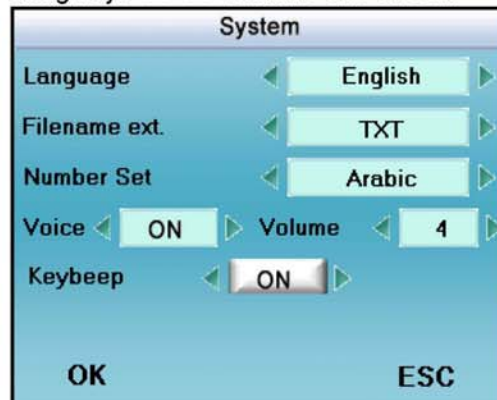 System
Language English
Filename ext. TXT
Number Set Arabic
Voice ON Volume 4
Keybeep ON
OK ESC